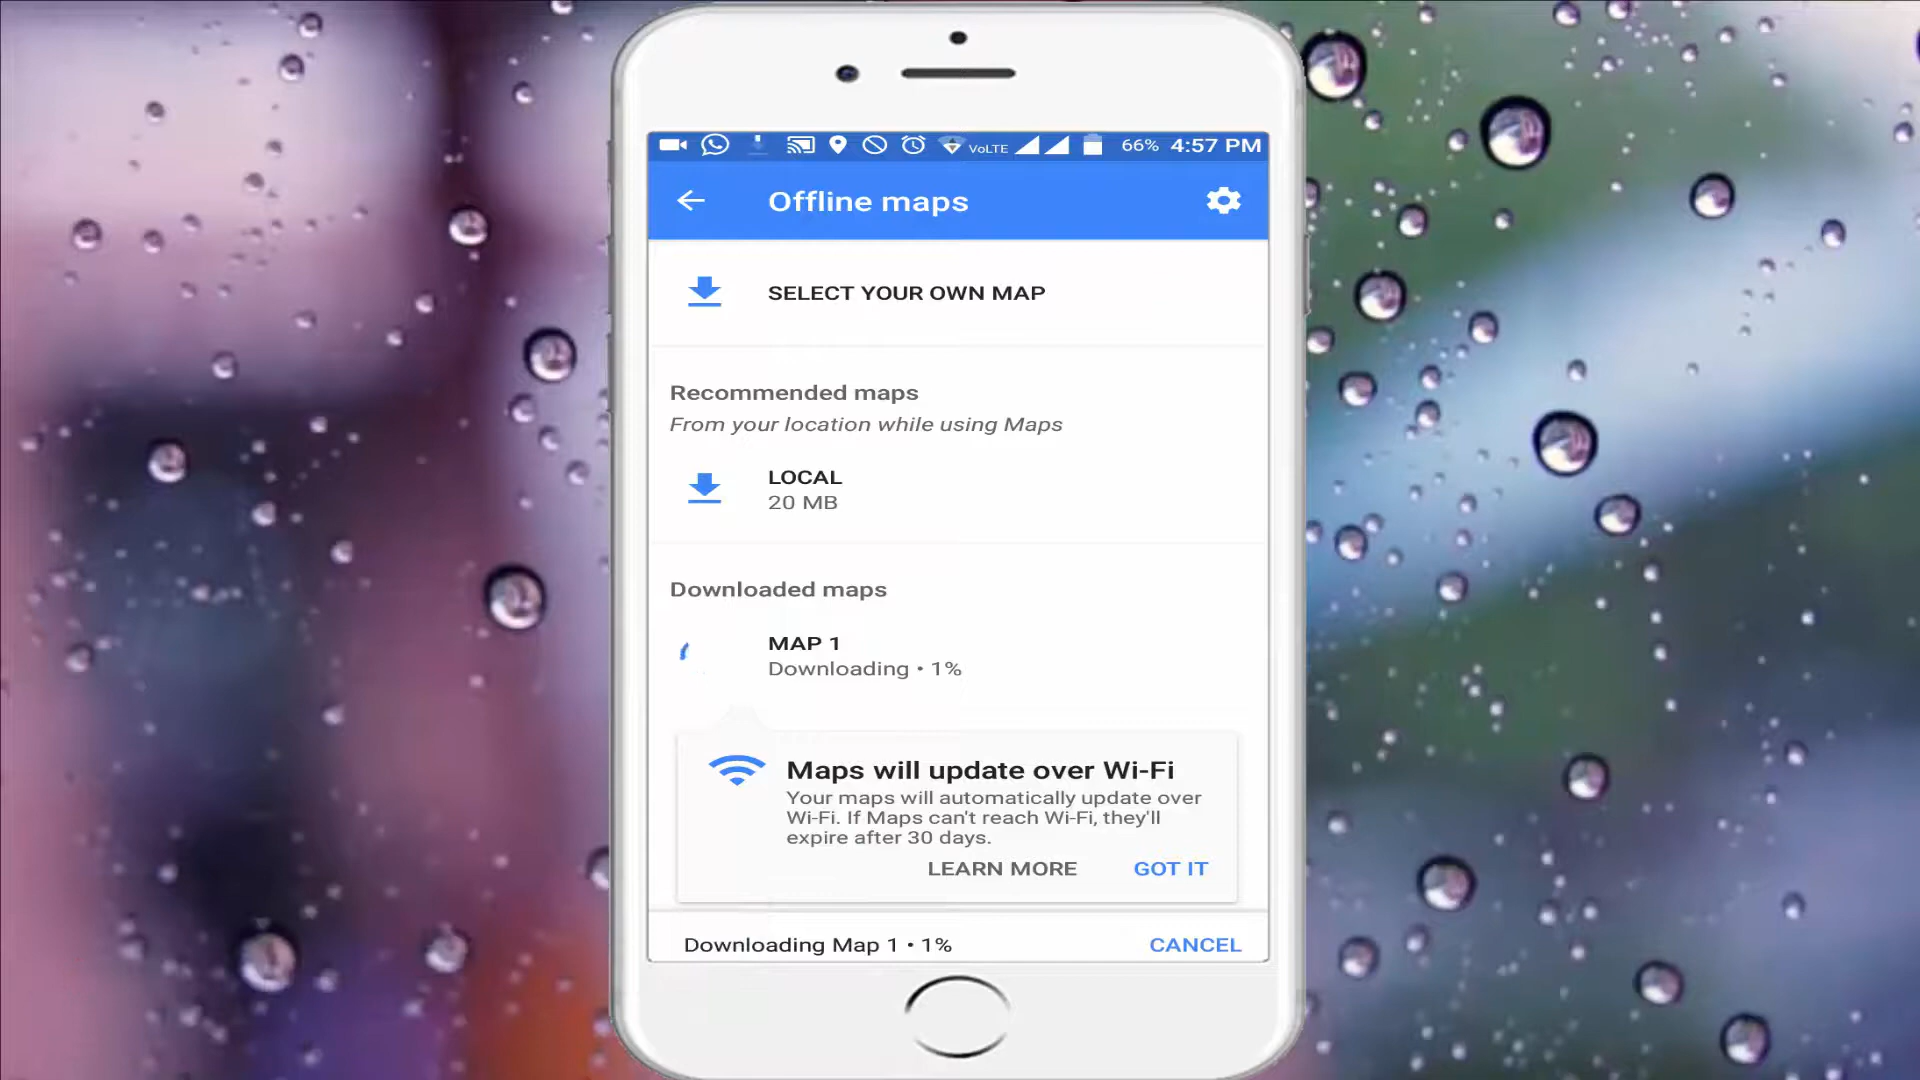 VoLTE 66% 4:57 PM
Offline maps
SELECT YOUR OWN MAP
Recommended maps
From your location while using Maps
LOCAL
20 MB
Downloaded maps
MAP 1
Downloading • 1%
Maps will update over Wi-Fi
Your maps will automatically update over
Wi-Fi. If Maps can't reach Wi-Fi, they'll
expire after 30 days.
LEARN MORE GOT IT
Downloading Map 1 • 1% CANCEL